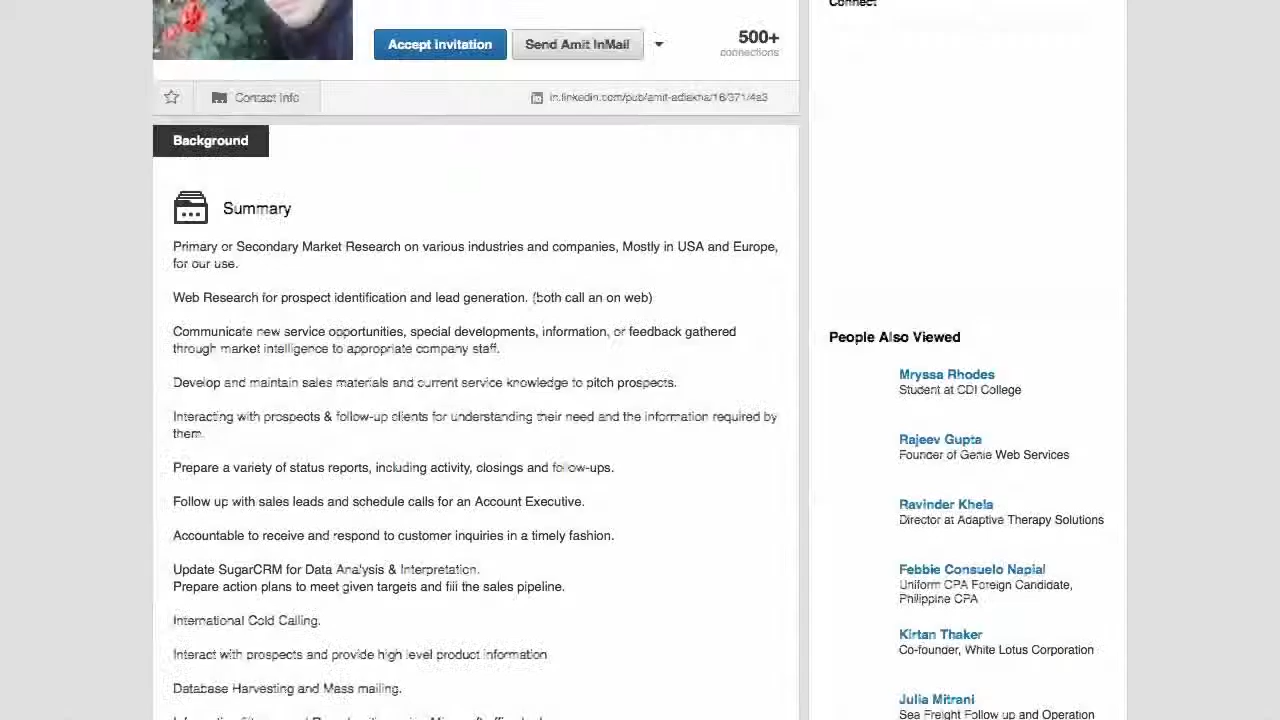 Connect
Accept Invitation
Send Amit InMail
500+
connections
Contact Info
in.linkedin.com/pub/amit-adlakha/16/371/4a3
Background
Summary
Primary or Secondary Market Research on various industries and companies, Mostly in USA and Europe,
for our use.
Web Research for prospect identification and lead generation. (both call an on web)
Communicate new service opportunities, special developments, information, or feedback gathered
through market intelligence to appropriate company staff.
Develop and maintain sales materials and current service knowledge to pitch prospects.
Interacting with prospects & follow-up clients for understanding their need and the information required by
them.
Prepare a variety of status reports, including activity, closings and follow-ups.
Follow up with sales leads and schedule calls for an Account Executive.
Accountable to receive and respond to customer inquiries in a timely fashion.
Update SugarCRM for Data Analysis & Interpretation.
Prepare action plans to meet given targets and fill the sales pipeline.
International Cold Calling.
Interact with prospects and provide high level product information
Database Harvesting and Mass mailing.
People Also Viewed
Mryssa Rhodes
Student at CDI College
Rajeev Gupta
Founder of Genie Web Services
Ravinder Khela
Director at Adaptive Therapy Solutions
Febbie Consuelo Napial
Uniform CPA Foreign Candidate,
Philippine CPA
Kirtan Thaker
Co-founder, White Lotus Corporation
Julia Mitrani
Sea Freight Follow up and Operation